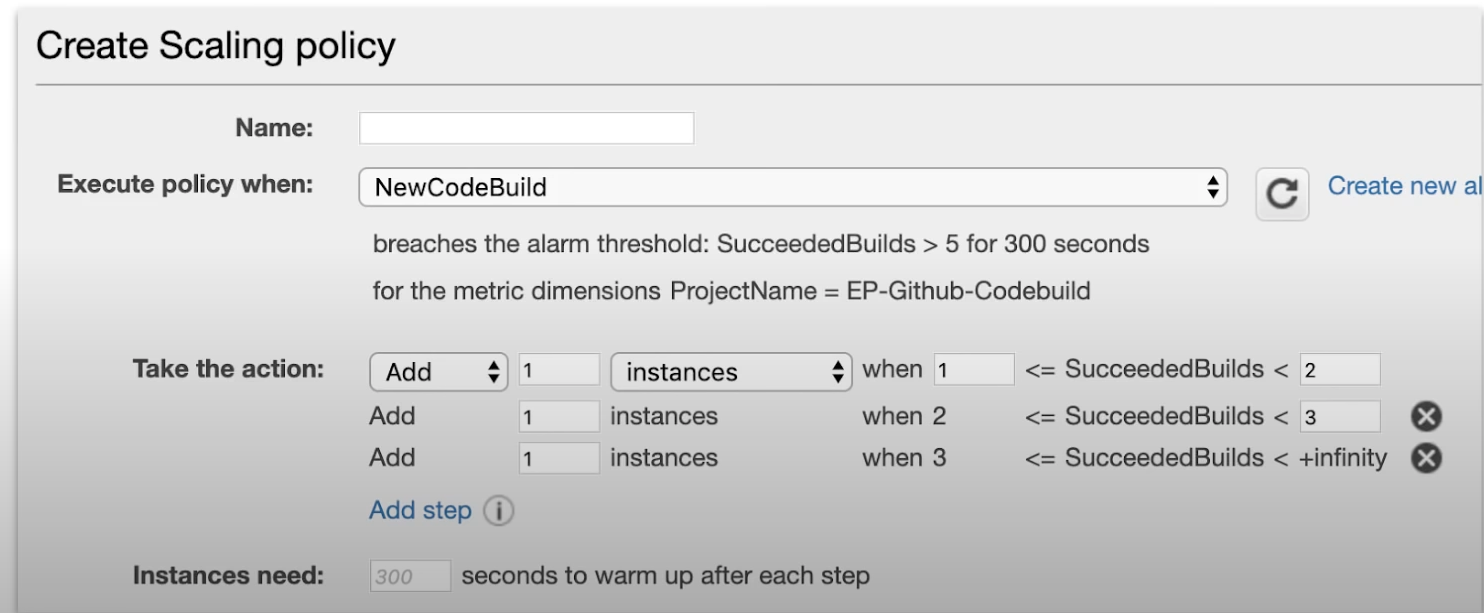 Create Scaling policy
Name:
Execute policy when: NewCodeBuild Create new al
breaches the alarm threshold: SucceededBuilds > 5 for 300 seconds
for the metric dimensions ProjectName = EP-Github-Codebuild
Take the action: Add 1 instances when 1 <= SucceededBuilds < 2
Add 1 instances when 2 <= SucceededBuilds < 3
Add 1 instances when 3 <= SucceededBuilds < +infinity
Add step i
Instances need: 300 seconds to warm up after each step